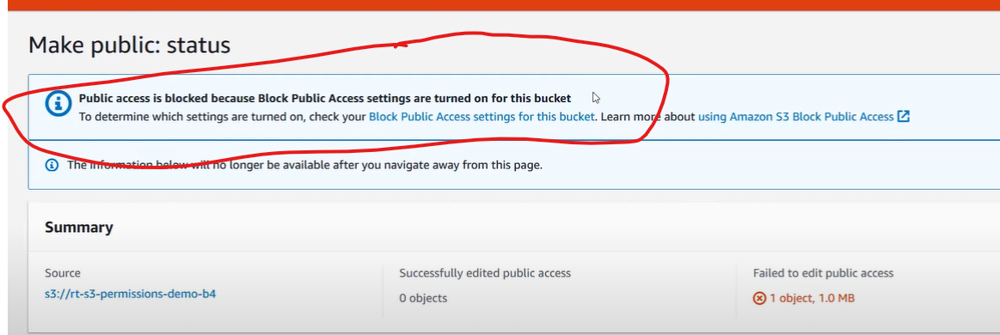 Make public: status
Public access is blocked because Block Public Access settings are turned on for this bucket
To determine which settings are turned on, check your Block Public Access settings for this bucket. Learn more about using Amazon S3 Block Public Access
The information below will no longer be available after you navigate away from this page.
Summary
Source
s3://rt-s3-permissions-demo-b4
Successfully edited public access
0 objects
Failed to edit public access
1 object, 1.0 MB